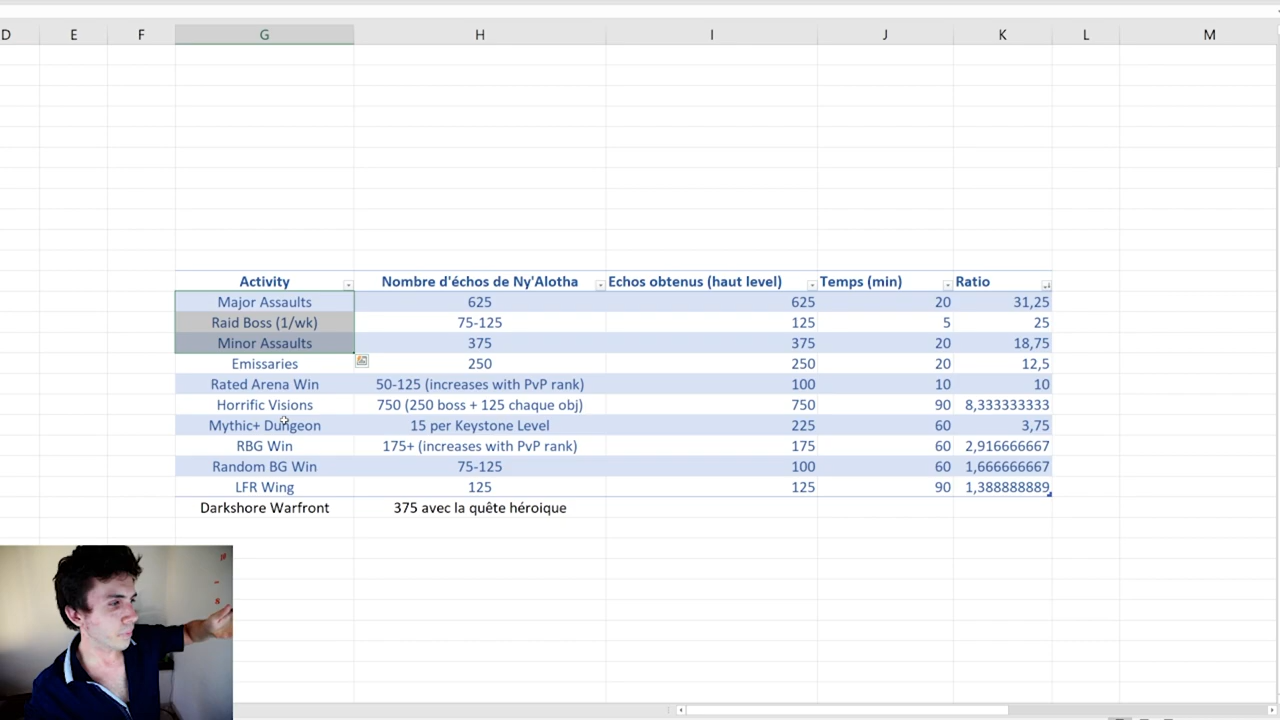 D E F G H I J K L M
Activity Nombre d'échos de Ny'Alotha Echos obtenus (haut level) Temps (min) Ratio
Major Assaults 625 625 20 31,25
Raid Boss (1/wk) 75-125 125 5 25
Minor Assaults 375 375 20 18,75
Emissaries 250 250 20 12,5
Rated Arena Win 50-125 (increases with PvP rank) 100 10 10
Horrific Visions 750 (250 boss + 125 chaque obj) 750 90 8,333333333
Mythic+ Dungeon 15 per Keystone Level 225 60 3,75
RBG Win 175+ (increases with PvP rank) 175 60 2,916666667
Random BG Win 75-125 100 60 1,666666667
LFR Wing 125 125 90 1,388888889
Darkshore Warfront 375 avec la quête héroique